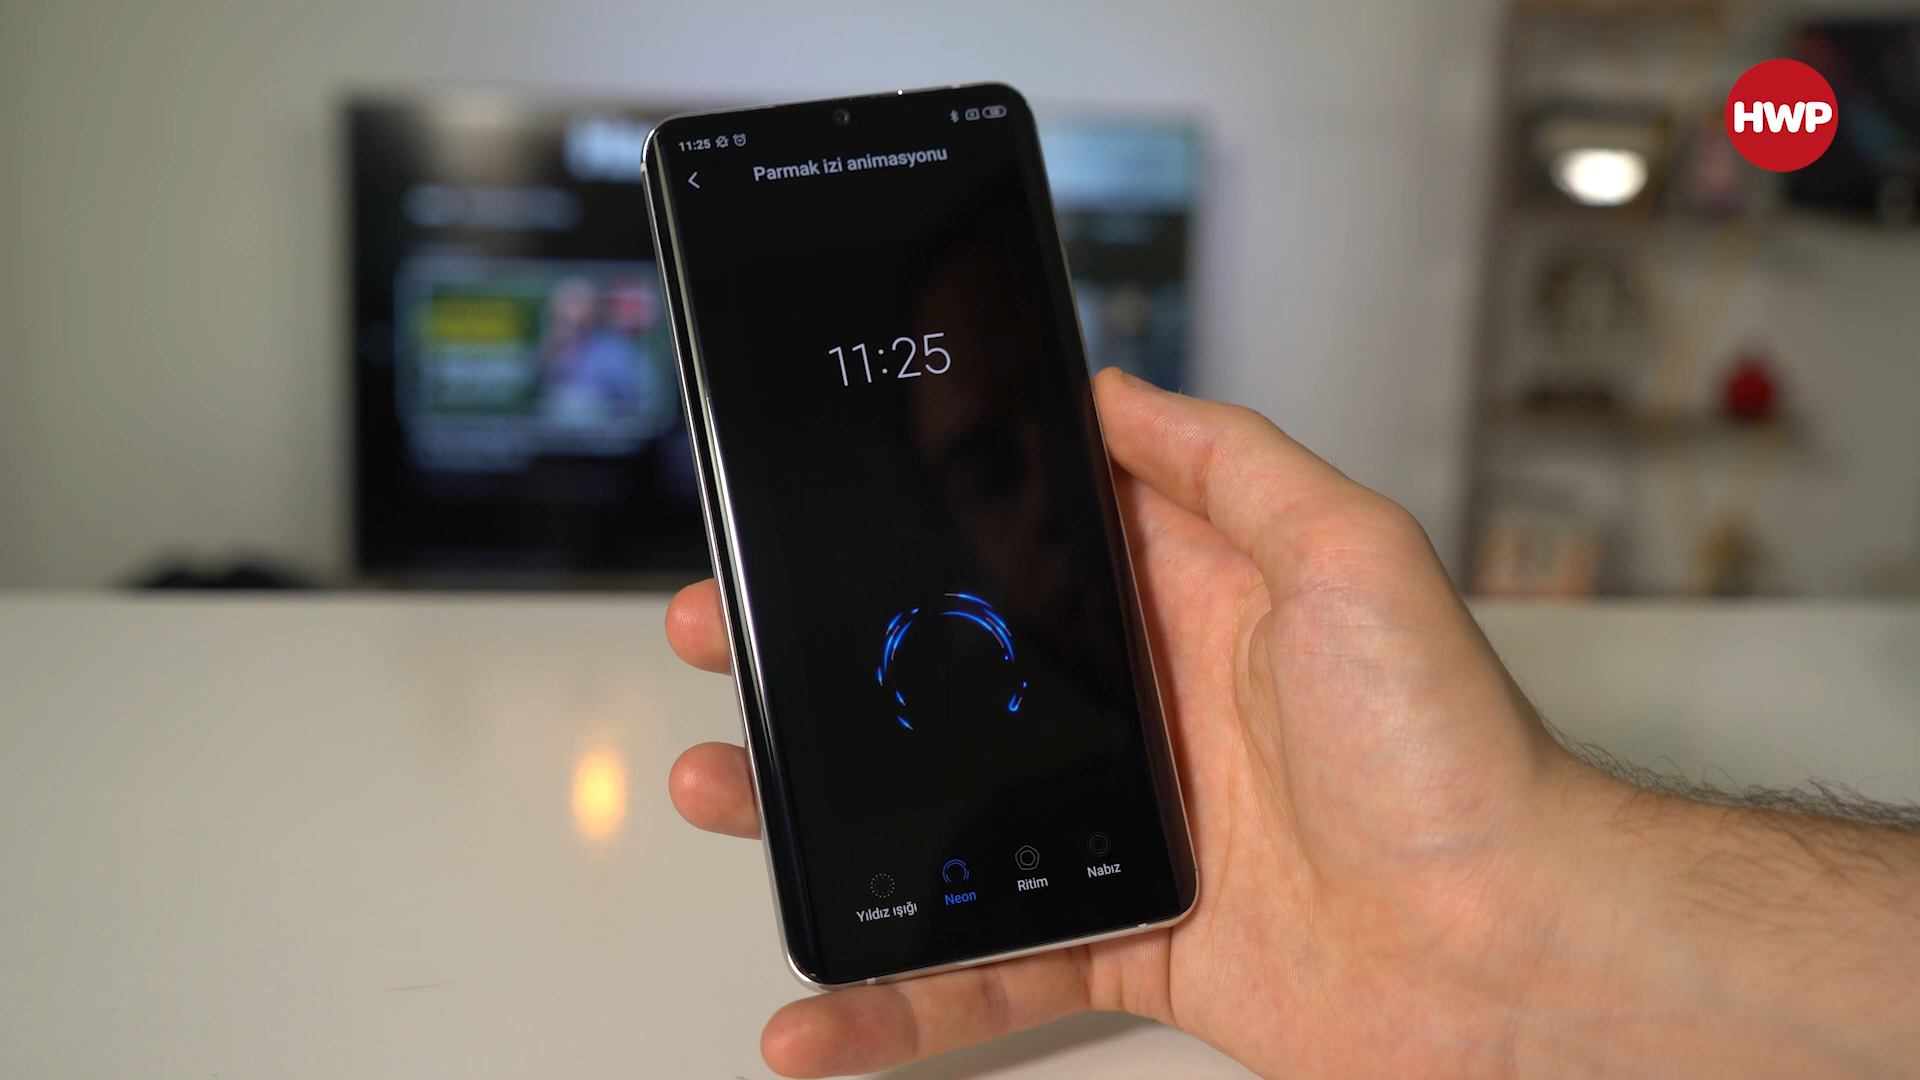 HWP
11:25
Parmak izi animasyonu
11:25
Yıldız ışığı
Neon
Ritim
Nabız